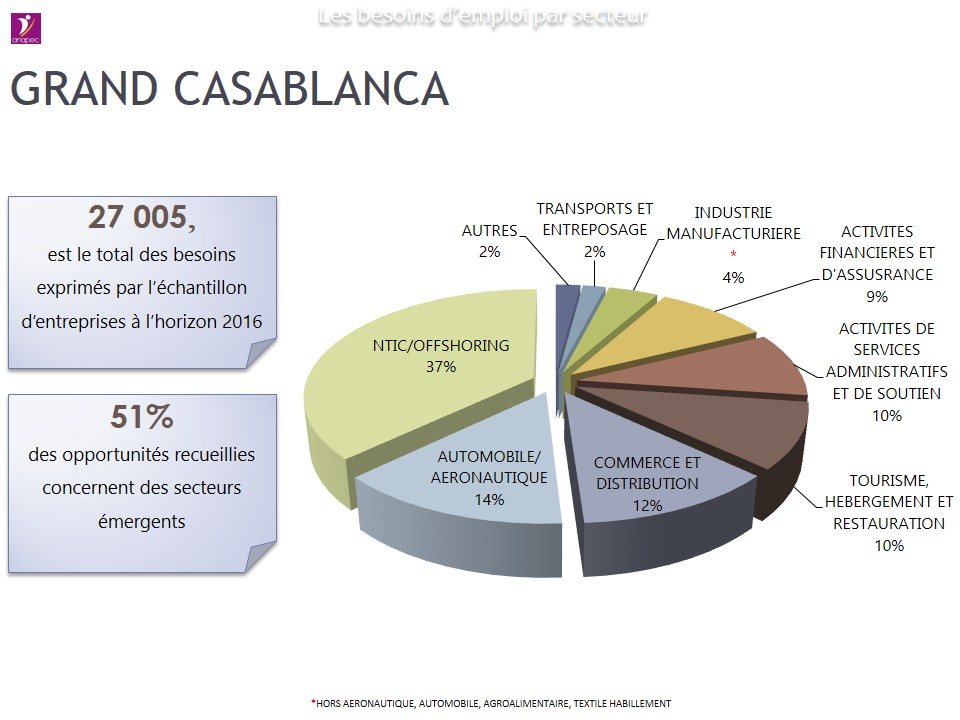 Les besoins d'emploi par secteur
anapec
GRAND CASABLANCA
27 005,
est le total des besoins
exprimés par l'échantillon
d'entreprises à l'horizon 2016
51%
des opportunités recueillies
concernent des secteurs
émergents
AUTRES
2%
TRANSPORTS ET
ENTREPOSAGE
2%
INDUSTRIE
MANUFACTURIERE
*
4%
ACTIVITES
FINANCIERES ET
D'ASSUSRANCE
9%
ACTIVITES DE
SERVICES
ADMINISTRATIFS
ET DE SOUTIEN
10%
TOURISME,
HEBERGEMENT ET
RESTAURATION
10%
COMMERCE ET
DISTRIBUTION
12%
AUTOMOBILE/
AERONAUTIQUE
14%
NTIC/OFFSHORING
37%
*HORS AERONAUTIQUE, AUTOMOBILE, AGROALIMENTAIRE, TEXTILE HABILLEMENT